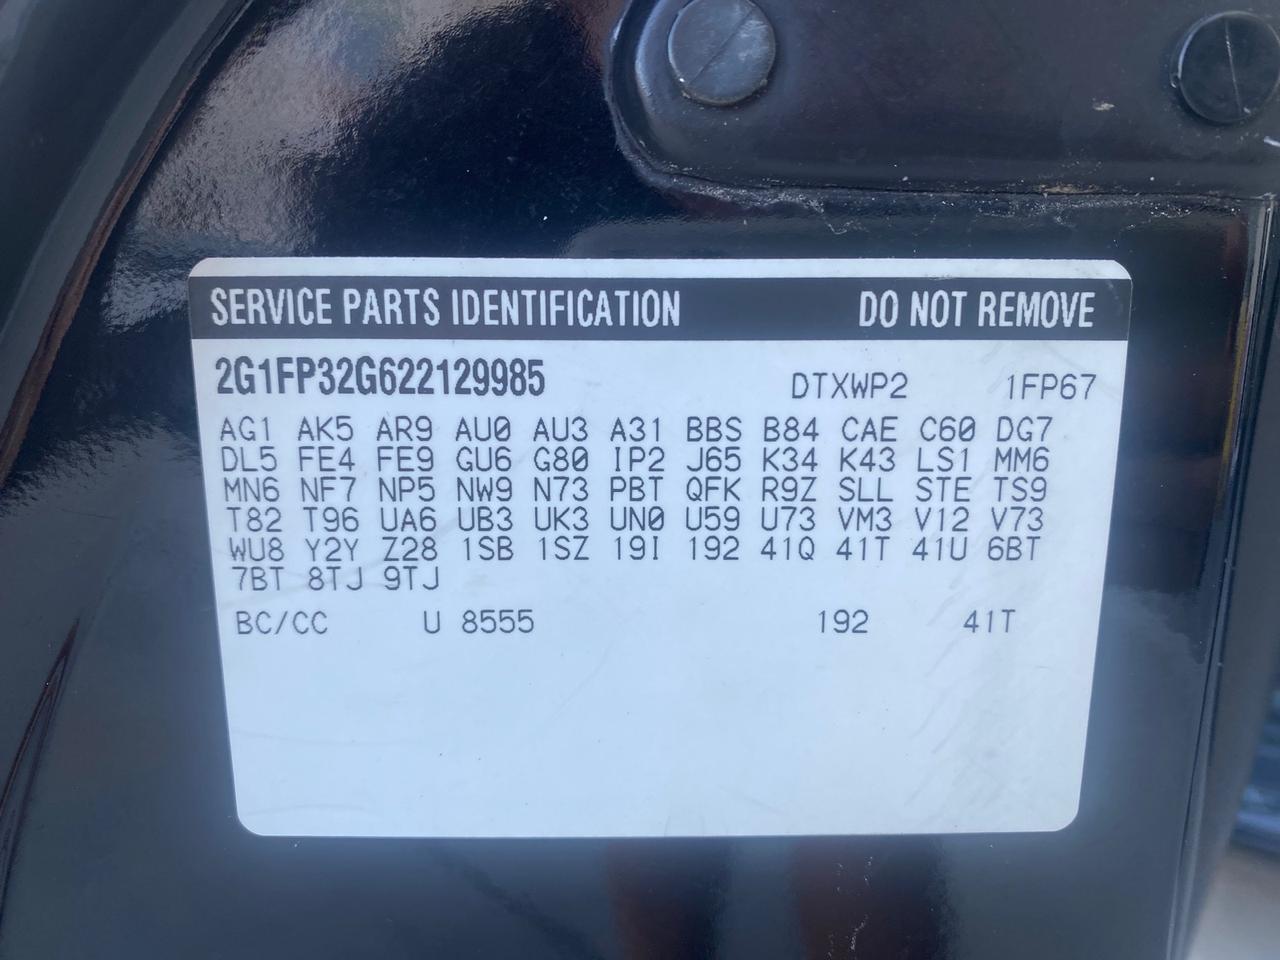 SERVICE PARTS IDENTIFICATION DO NOT REMOVE
2G1FP32G622129985 DTXWP2 1FP67
AG1 AK5 AR9 AU0 AU3 A31 BBS B84 CAE C60 DG7
DL5 FE4 FE9 GU6 G80 IP2 J65 K34 K43 LS1 MM6
MN6 NF7 NP5 NW9 N73 PBT QFK R9Z SLL STE TS9
T82 T96 UA6 UB3 UK3 UN0 U59 U73 VM3 V12 V73
WU8 Y2Y Z28 1SB 1SZ 19I 192 41Q 41T 41U 6BT
7BT 8TJ 9TJ
BC/CC U 8555 192 41T